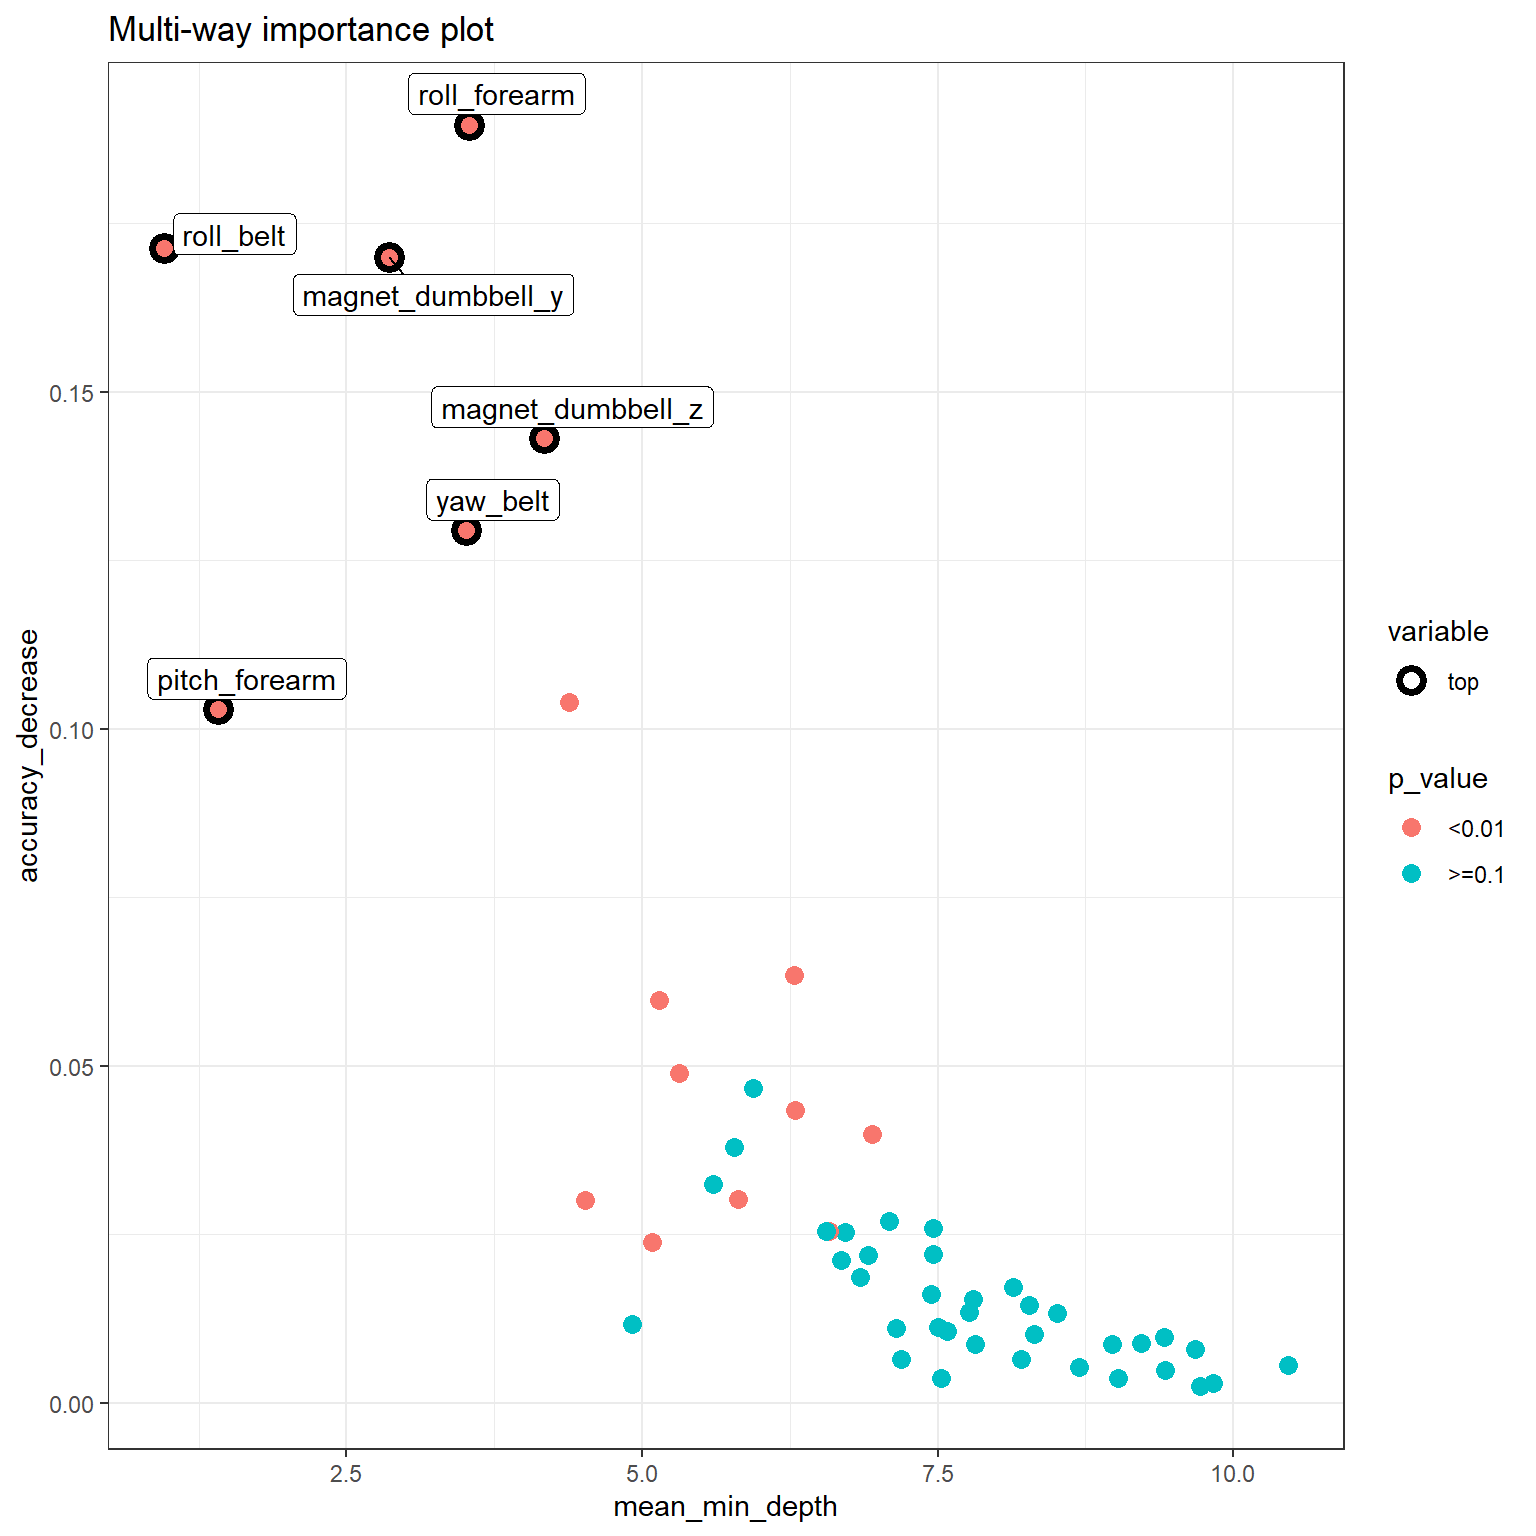 Multi-way importance plot
roll_forearm
roll_belt
magnet_dumbbell_y
magnet_dumbbell_z
yaw_belt
pitch_forearm
accuracy_decrease
0.15
0.10
0.05
0.00
2.5
5.0
7.5
10.0
mean_min_depth
variable
top
p_value
<0.01
>=0.1